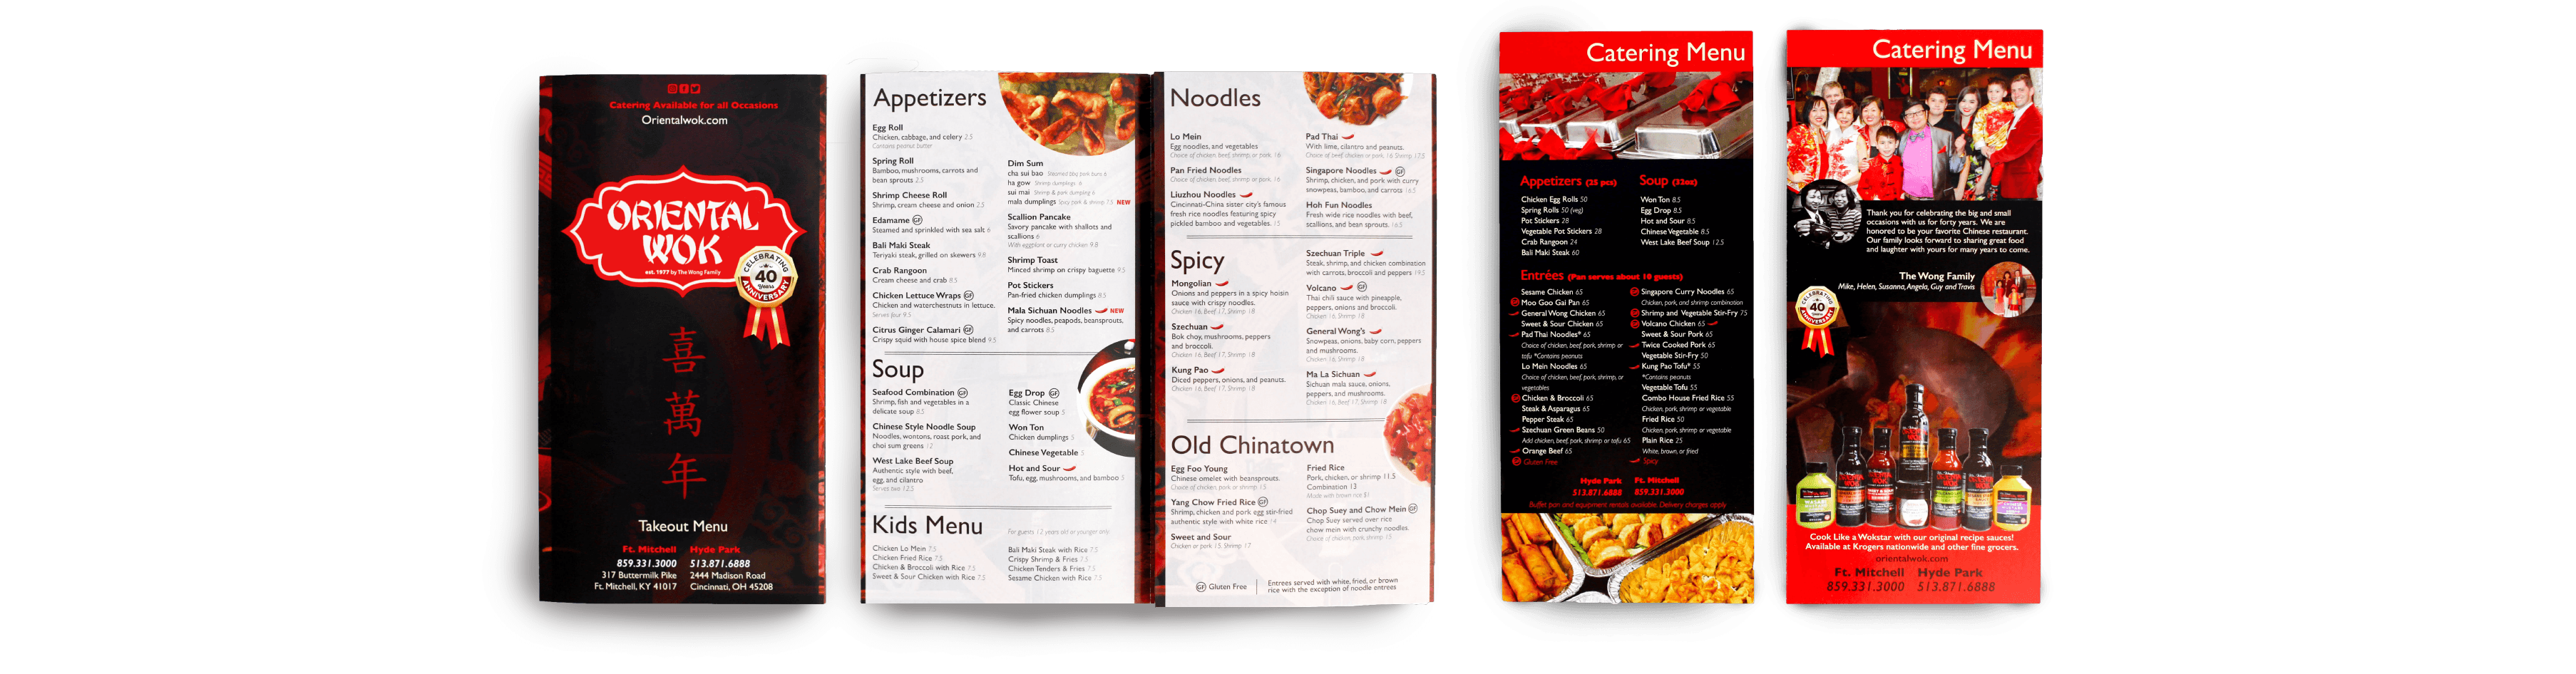 Catering Available for all Occasions
Orientalwok.com
ORIENTAL
WOK
est. 1977 by The Wong Family
CELEBRATING
40
Years
ANNIVERSARY
喜
萬
年
Takeout Menu
Ft. Mitchell
859.331.3000
317 Buttermilk Pike
Ft. Mitchell, KY 41017
Hyde Park
513.871.6888
2444 Madison Road
Cincinnati, OH 45208
Appetizers
Egg Roll
Chicken, cabbage, and celery 2.5
Contains peanut butter
Spring Roll
Bamboo, mushrooms, carrots and
bean sprouts 2.5
Shrimp Cheese Roll
Shrimp, cream cheese and onion 2.5
Edamame GF
Steamed and sprinkled with sea salt 6
Bali Maki Steak
Teriyaki steak, grilled on skewers 9.8
Crab Rangoon
Cream cheese and crab 8.5
Chicken Lettuce Wraps GF
Chicken and waterchestnuts in lettuce.
Serves four 9.5
Citrus Ginger Calamari GF
Crispy squid with house spice blend 9.5
Dim Sum
cha sui bao Steamed bbq pork buns 6
ha gow Shrimp dumplings 6
sui mai Shrimp & pork dumpling 6
mala dumplings Spicy pork & shrimp 7.5 NEW
Scallion Pancake
Savory pancake with shallots and
scallions 6
With eggplant or curry chicken 9.8
Shrimp Toast
Minced shrimp on crispy baguette 9.5
Pot Stickers
Pan-fried chicken dumplings 8.5
Mala Sichuan Noodles NEW
Spicy noodles, peapods, beansprouts,
and carrots 8.5
Soup
Seafood Combination GF
Shrimp, fish and vegetables in a
delicate soup 8.5
Chinese Style Noodle Soup
Noodles, wontons, roast pork, and
choi sum greens 12
West Lake Beef Soup
Authentic style with beef,
egg, and cilantro
Serves two 12.5
Egg Drop GF
Classic Chinese
egg flower soup 5
Won Ton
Chicken dumplings 5
Chinese Vegetable 5
Hot and Sour
Tofu, egg, mushrooms, and bamboo 5
Kids Menu
For guests 12 years old or younger only
Chicken Lo Mein 7.5
Chicken Fried Rice 7.5
Chicken & Broccoli with Rice 7.5
Sweet & Sour Chicken with Rice 7.5
Bali Maki Steak with Rice 7.5
Crispy Shrimp & Fries 7.5
Chicken Tenders & Fries 7.5
Sesame Chicken with Rice 7.5
Noodles
Lo Mein
Egg noodles, and vegetables
Choice of chicken, beef, shrimp, or pork. 16
Pan Fried Noodles
Choice of chicken, beef, shrimp, or pork. 16
Liuzhou Noodles
Cincinnati-China sister city's famous
fresh rice noodles featuring spicy
pickled bamboo and vegetables. 15
Pad Thai
With lime, cilantro and peanuts.
Choice of beef, chicken or pork. 16 Shrimp 17.5
Singapore Noodles GF
Shrimp, chicken, and pork with curry
snowpeas, bamboo, and carrots 16.5
Hoh Fun Noodles
Fresh wide rice noodles with beef,
scallions, and bean sprouts. 16.5
Spicy
Mongolian
Onions and peppers in a spicy hoisin
sauce with crispy noodles.
Chicken 16, Beef 17, Shrimp 18
Szechuan
Bok choy, mushrooms, peppers
and broccoli.
Chicken 16, Beef 17, Shrimp 18
Kung Pao
Diced peppers, onions, and peanuts.
Chicken 16, Beef 17, Shrimp 18
Szechuan Triple
Steak, shrimp, and chicken combination
with carrots, broccoli and peppers 19.5
Volcano GF
Thai chili sauce with pineapple,
peppers, onions and broccoli.
Chicken 16, Shrimp 18
General Wong's
Snowpeas, onions, baby corn, peppers
and mushrooms.
Chicken 16, Shrimp 18
Ma La Sichuan
Sichuan mala sauce, onions,
peppers, and mushrooms.
Chicken 16, Beef 17, Shrimp 18
Old Chinatown
Egg Foo Young
Chinese omelet with beansprouts.
Choice of chicken, pork or shrimp 15
Yang Chow Fried Rice GF
Shrimp, chicken and pork egg stir-fried
authentic style with white rice 14
Sweet and Sour
Chicken or pork 15, Shrimp 17
Fried Rice
Pork, chicken, or shrimp 11.5
Combination 13
Made with brown rice $1
Chop Suey and Chow Mein GF
Chop Suey served over rice
chow mein with crunchy noodles.
Choice of chicken, pork, shrimp 15
GF Gluten Free
Entrees served with white, fried, or brown
rice with the exception of noodle entrees
Catering Menu
Appetizers (25 pcs)
Chicken Egg Rolls 50
Spring Rolls 50 (veg)
Pot Stickers 28
Vegetable Pot Stickers 28
Crab Rangoon 24
Bali Maki Steak 60
Soup (32oz)
Won Ton 8.5
Egg Drop 8.5
Hot and Sour 8.5
Chinese Vegetable 8.5
West Lake Beef Soup 12.5
Entrées (Pan serves about 10 guests)
Sesame Chicken 65
GF Moo Goo Gai Pan 65
General Wong Chicken 65
Sweet & Sour Chicken 65
Pad Thai Noodles* 65
Choice of chicken, beef, pork, shrimp or
tofu *Contains peanuts
Lo Mein Noodles 65
Choice of chicken, beef, pork, shrimp, or
vegetables
GF Chicken & Broccoli 65
Steak & Asparagus 65
Pepper Steak 65
Szechuan Green Beans 50
Add chicken, beef, pork, shrimp or tofu 65
Orange Beef 65
GF Gluten Free
GF Singapore Curry Noodles 65
Chicken, pork, and shrimp combination
GF Shrimp and Vegetable Stir-Fry 75
GF Volcano Chicken 65
Sweet & Sour Pork 65
Twice Cooked Pork 65
Vegetable Stir-Fry 50
Kung Pao Tofu* 55
*Contains peanuts
Vegetable Tofu 55
Combo House Fried Rice 55
Chicken, pork, shrimp or vegetable
Fried Rice 50
Chicken, pork, shrimp or vegetable
Plain Rice 25
White, brown, or fried
Spicy
Hyde Park
513.871.6888
Ft. Mitchell
859.331.3000
Buffet pan and equipment rentals available. Delivery charges apply
Catering Menu
Thank you for celebrating the big and small
occasions with us for forty years. We are
honored to be your favorite Chinese restaurant.
Our family looks forward to sharing great food
and laughter with yours for many years to come.
The Wong Family
Mike, Helen, Susanna, Angela, Guy and Travis
CELEBRATING
40
ANNIVERSARY
Cook Like a Wokstar with our original recipe sauces!
Available at Krogers nationwide and other fine grocers.
orientalwok.com
Ft. Mitchell Hyde Park
859.331.3000 513.871.6888